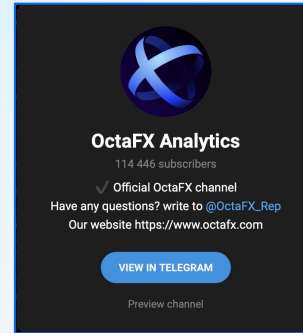 OctaFX Analytics
114 446 subscribers
✔ Official OctaFX channel
Have any questions? write to @OctaFX_Rep
Our website https://www.octafx.com
VIEW IN TELEGRAM
Preview channel